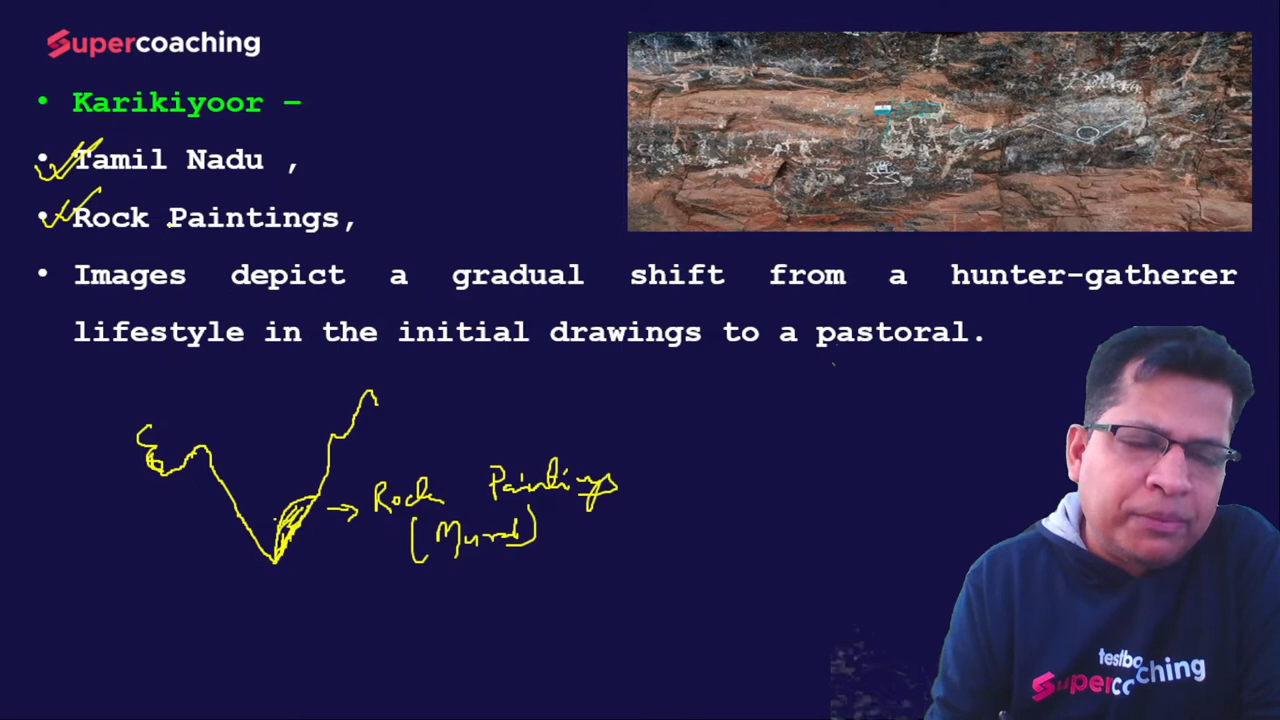 Supercoaching
• Karikiyoor –
• Tamil Nadu ,
• Rock Paintings,
• Images depict a gradual shift from a hunter-gatherer
lifestyle in the initial drawings to a pastoral.
→ Rock Paintings
(Mural)
testbo
Supercoaching